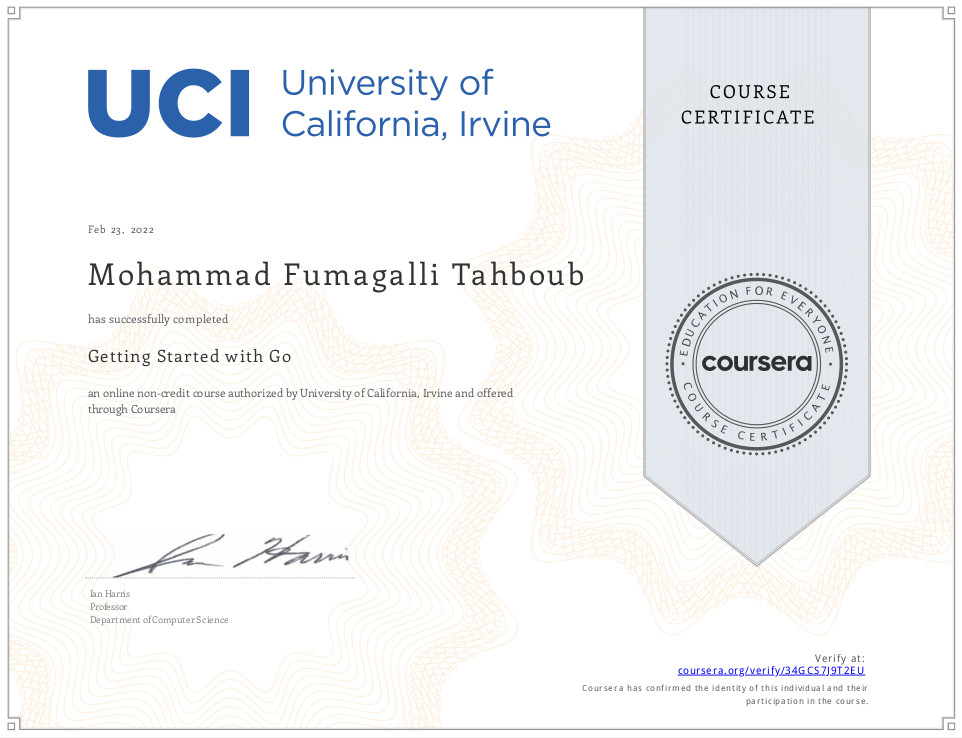 UCI University of
California, Irvine
COURSE
CERTIFICATE
Feb 23, 2022
Mohammad Fumagalli Tahboub
has successfully completed
Getting Started with Go
an online non-credit course authorized by University of California, Irvine and offered
through Coursera
EDUCATION FOR EVERYONE
coursera
COURSE CERTIFICATE
Ian Harris
Ian Harris
Professor
Department of Computer Science
Verify at:
coursera.org/verify/34GCS7J9T2EU
Coursera has confirmed the identity of this individual and their
participation in the course.